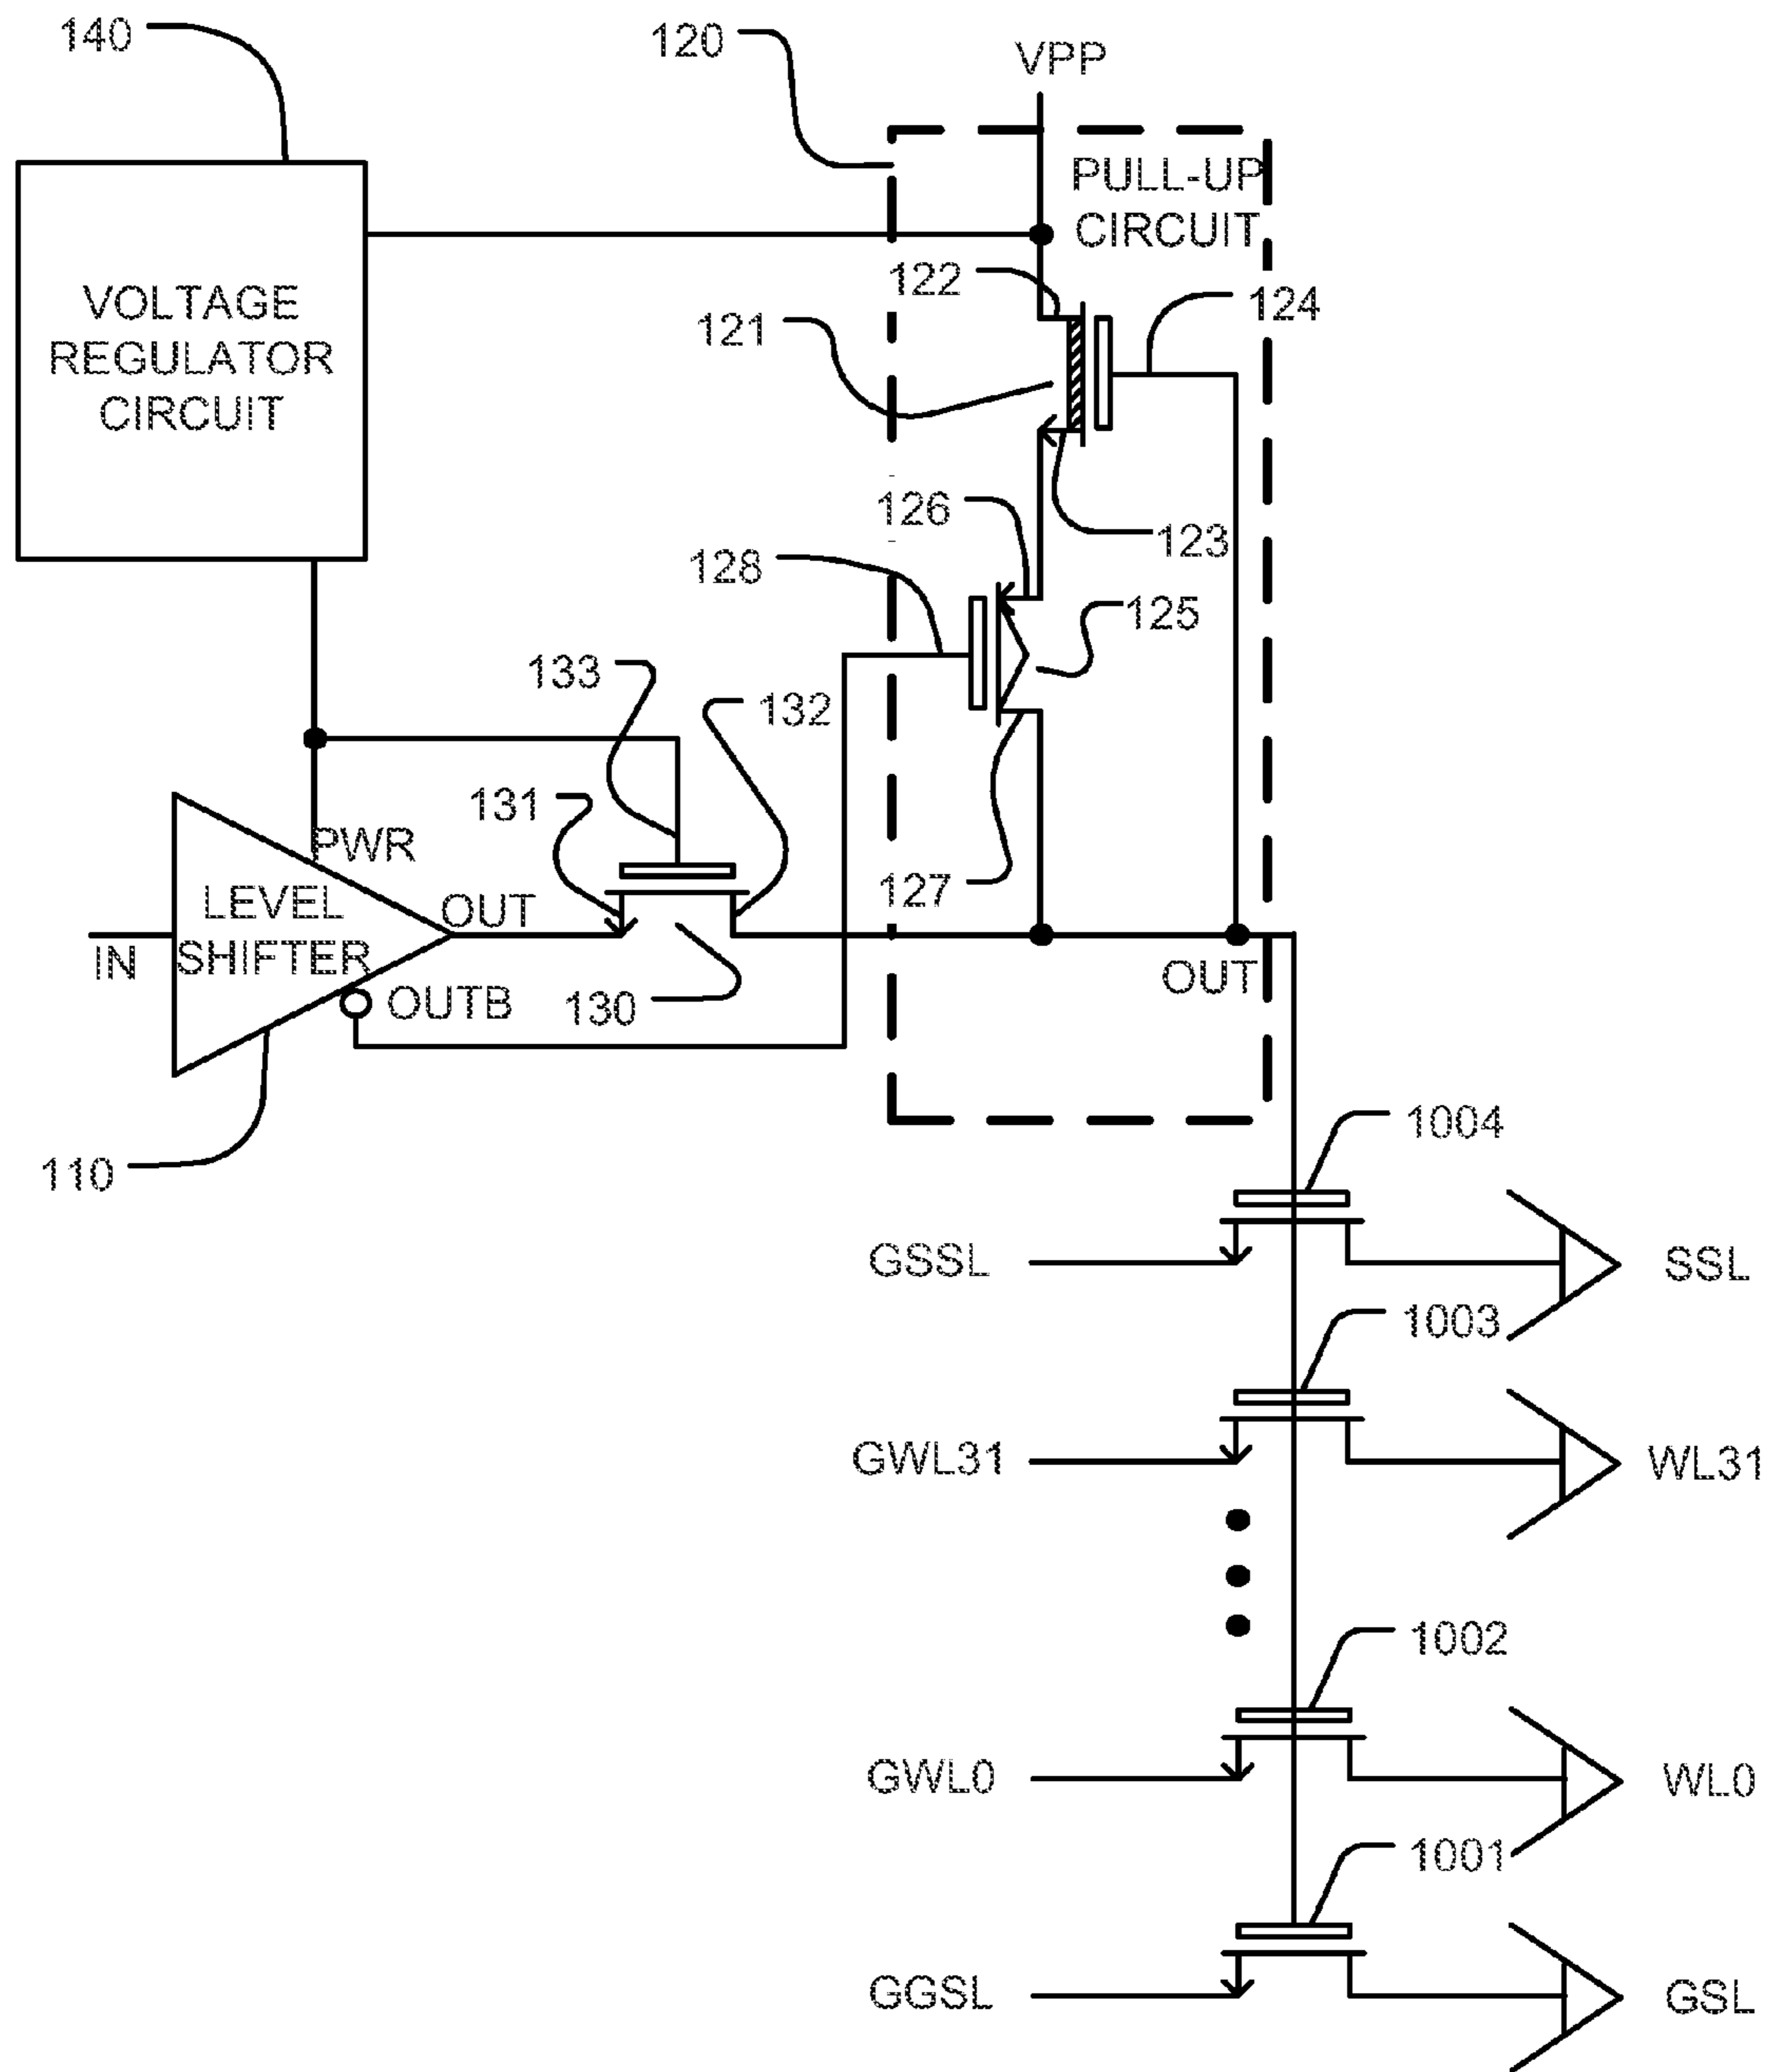 140
120
VPP
PULL-UP
CIRCUIT
VOLTAGE
REGULATOR
CIRCUIT
122
124
121
126
123
128
125
133
132
131
PWR
127
LEVEL
SHIFTER
OUT
IN
OUT
OUTB
130
110
1004
GSSL
SSL
1003
GWL31
WL31
1002
GWL0
WL0
1001
GGSL
GSL